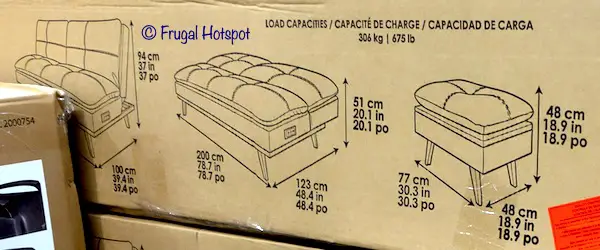 © Frugal Hotspot
LOAD CAPACITIES / CAPACITÉ DE CHARGE / CAPACIDAD DE CARGA
306 kg | 675 lb
94 cm
37 in
37 po
100 cm
39.4 in
39.4 po
51 cm
20.1 in
20.1 po
200 cm
78.7 in
78.7 po
123 cm
48.4 in
48.4 po
48 cm
18.9 in
18.9 po
77 cm
30.3 in
30.3 po
48 cm
18.9 in
18.9 po
2000754